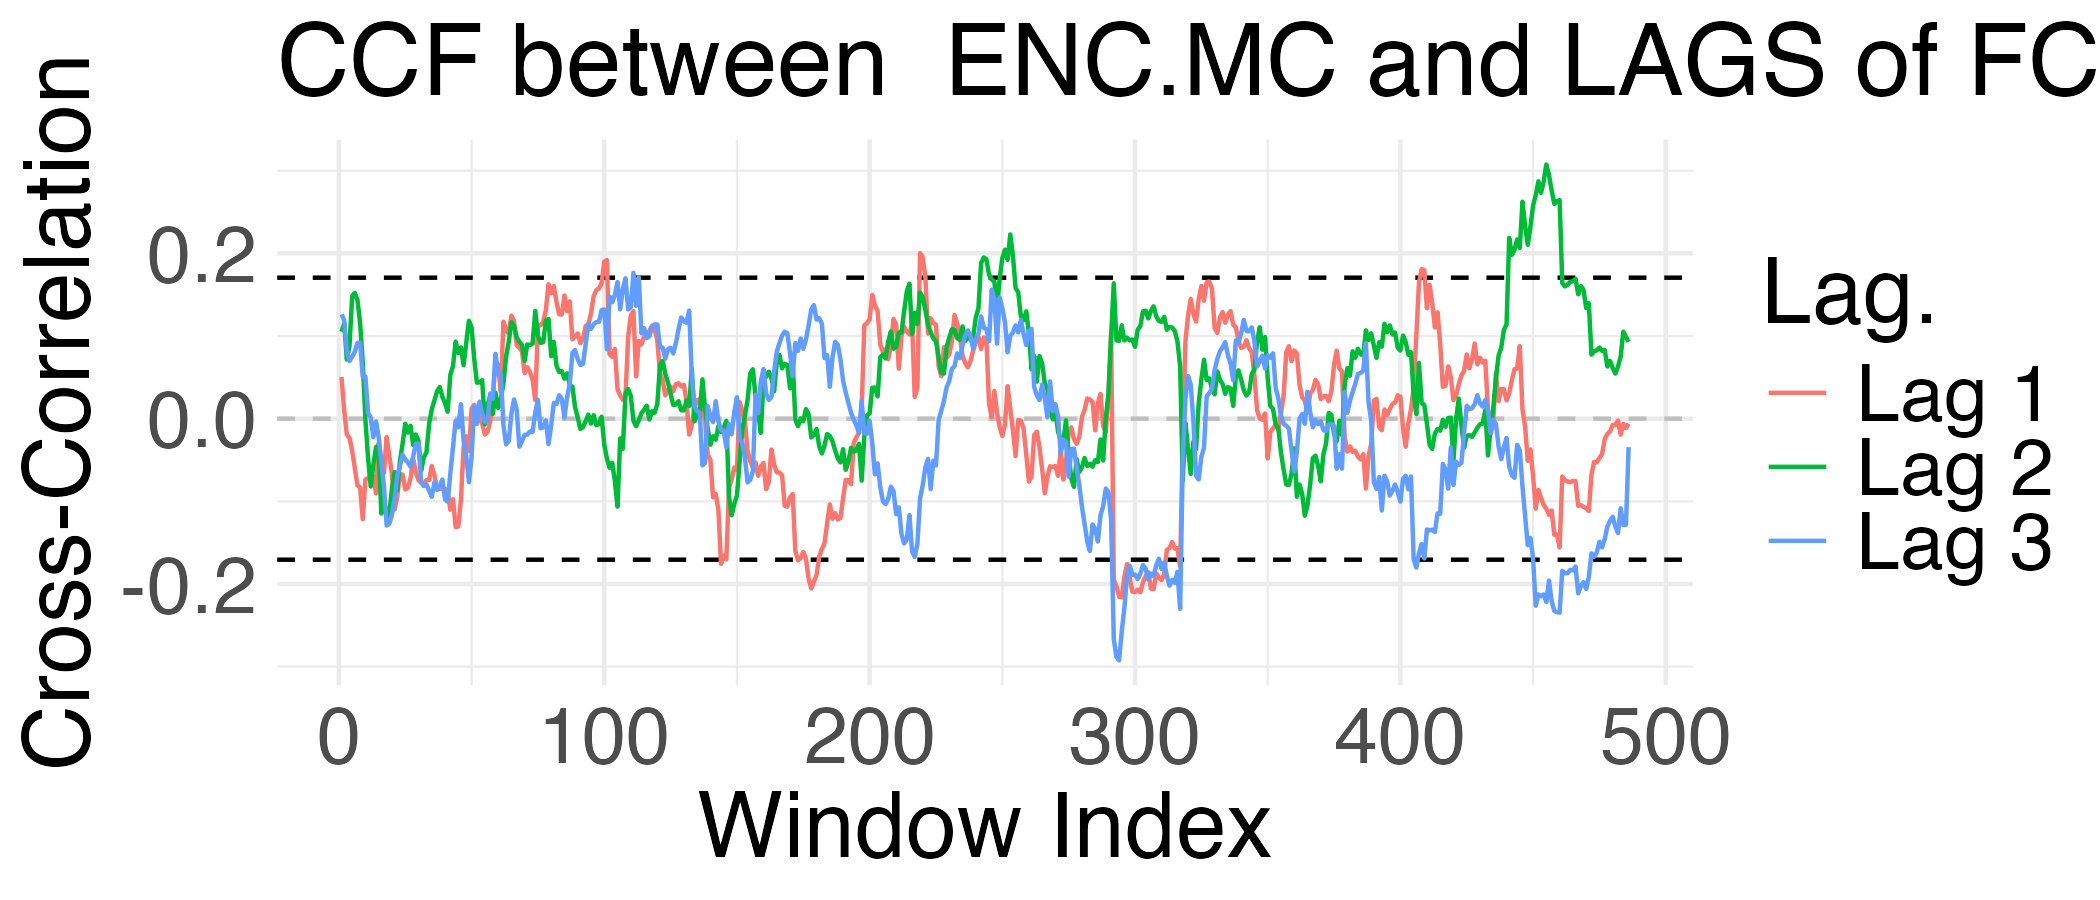 CCF between  ENC.MC and LAGS of FC
Cross-Correlation
0.2
0.0
-0.2
0
100
200
300
400
500
Window Index
Lag.
Lag 1
Lag 2
Lag 3